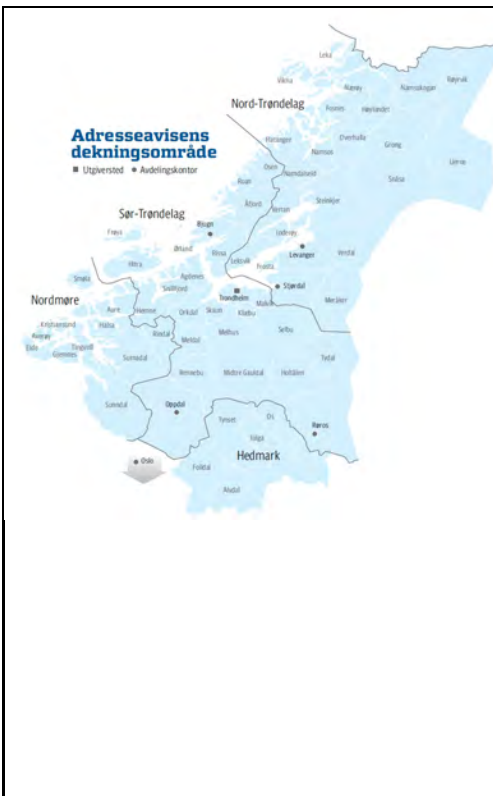 Leka
Vikna
Nærøy
Namsskogan
Røyrvik
Nord-Trøndelag
Fosnes
Høylandet
Adresseavisens
dekningsområde
Utgiversted
Avdelingskontor
Flatanger
Overhalla
Grong
Namsos
Lierne
Osen
Namdalseid
Snåsa
Roan
Steinkjer
Åfjord
Verran
Sør-Trøndelag
Bjugn
Inderøy
Frøya
Ørland
Rissa
Levanger
Verdal
Hitra
Leksvik
Frosta
Agdenes
Smøla
Snillfjord
Stjørdal
Trondheim
Nordmøre
Malvik
Meråker
Aure
Hemne
Orkdal
Skaun
Klæbu
Kristiansund
Halsa
Selbu
Averøy
Rindal
Meldal
Melhus
Eide
Tingvoll
Gjemnes
Surnadal
Tydal
Rennebu
Midtre Gauldal
Holtålen
Sunndal
Oppdal
Tynset
Os
Røros
Tolga
Oslo
Hedmark
Folldal
Alvdal